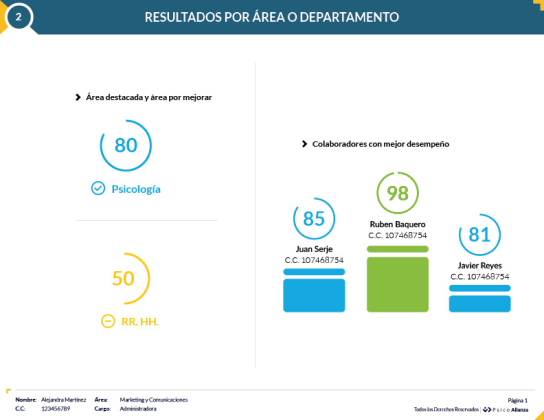 2
RESULTADOS POR ÁREA O DEPARTAMENTO
Área destacada y área por mejorar
80
Psicología
50
RR. HH.
Colaboradores con mejor desempeño
98
Ruben Baquero
C.C. 107468754
85
Juan Serje
C.C. 107468754
81
Javier Reyes
C.C. 107468754
Nombre: Alejandra Martínez Área: Marketing y Comunicaciones
C.C: 123456789 Cargo: Administradora
Página 1
Todos los Derechos Reservados | Psico Alianza